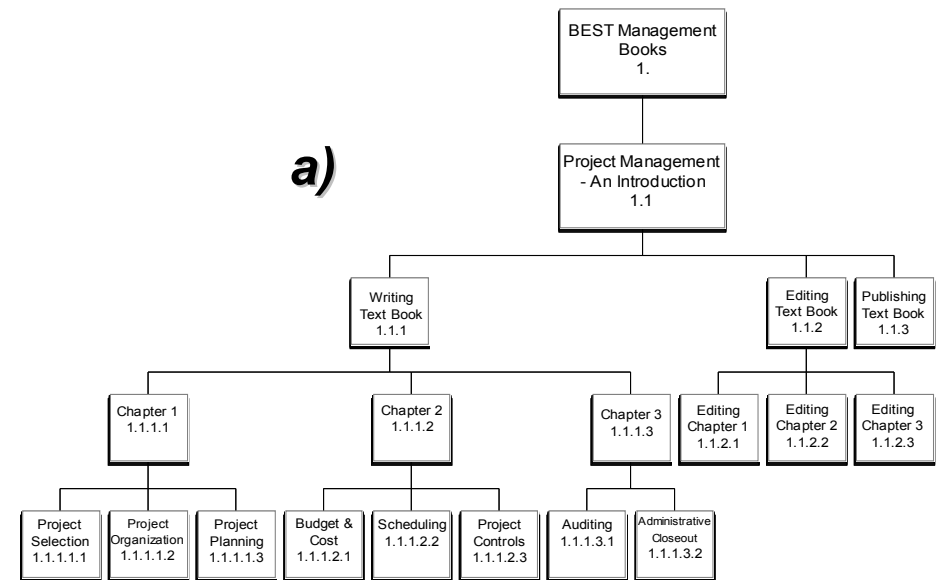 BEST Management
Books
1.
a)
Project Management
- An Introduction
1.1
Writing
Text Book
1.1.1
Editing
Text Book
1.1.2
Publishing
Text Book
1.1.3
Chapter 1
1.1.1.1
Chapter 2
1.1.1.2
Chapter 3
1.1.1.3
Editing
Chapter 1
1.1.2.1
Editing
Chapter 2
1.1.2.2
Editing
Chapter 3
1.1.2.3
Project
Selection
1.1.1.1.1
Project
Organization
1.1.1.1.2
Project
Planning
1.1.1.1.3
Budget &
Cost
1.1.1.2.1
Scheduling
1.1.1.2.2
Project
Controls
1.1.1.2.3
Auditing
1.1.1.3.1
Administrative
Closeout
1.1.1.3.2